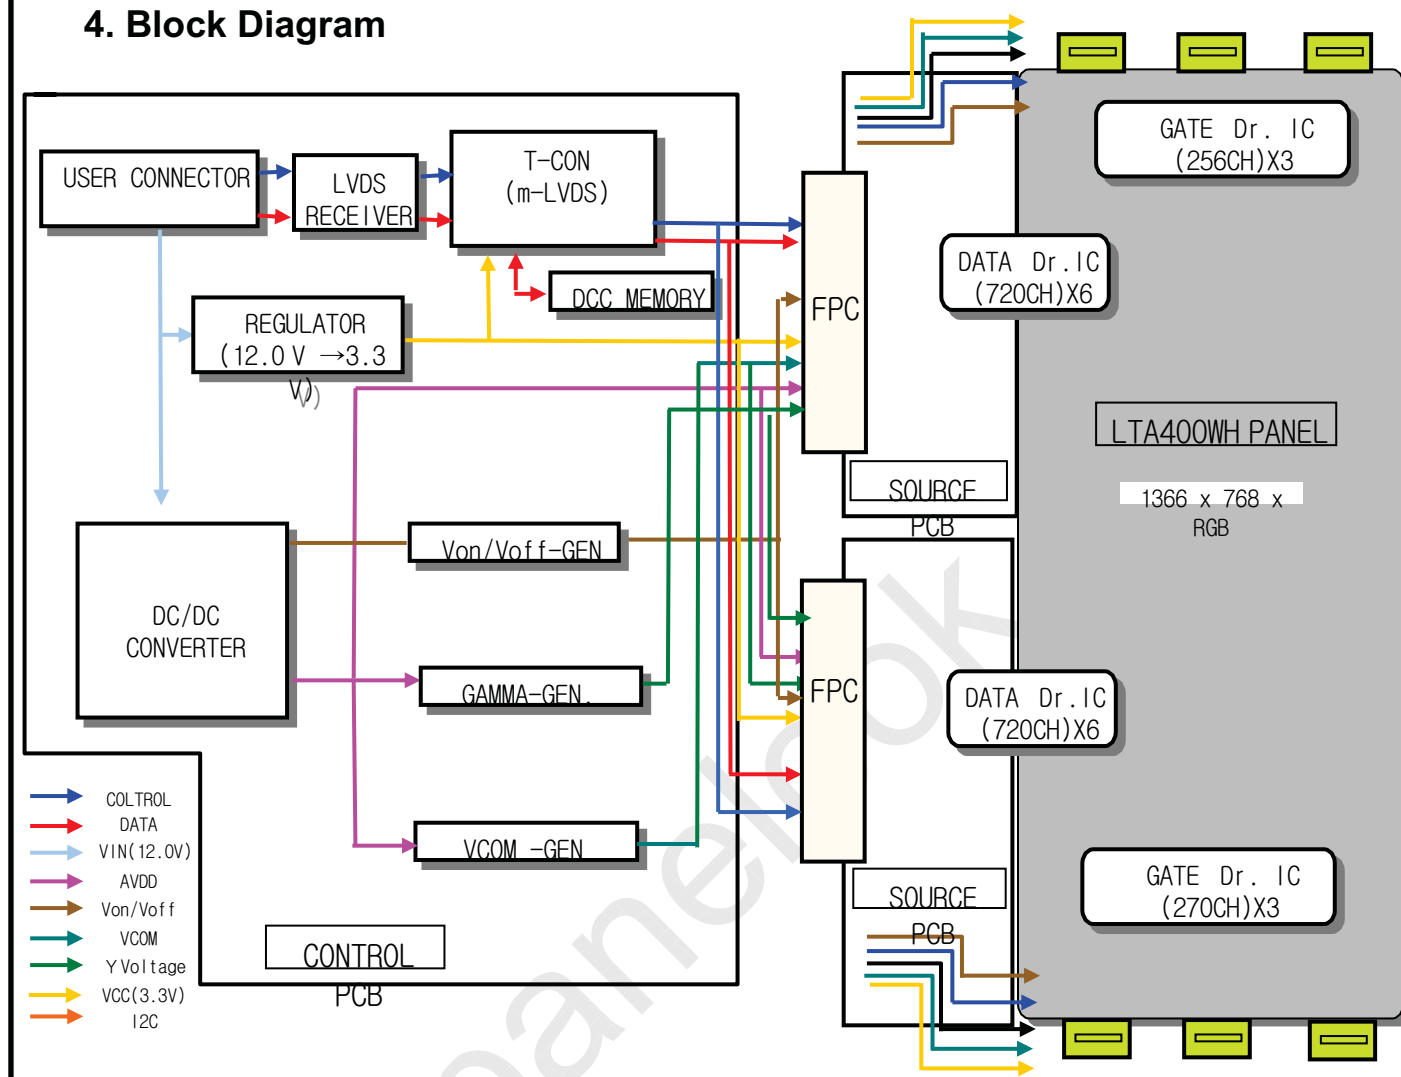 4. Block Diagram
USER CONNECTOR
LVDS
RECEIVER
T-CON
(m-LVDS)
DCC MEMORY
REGULATOR
(12.0V →3.3
V)
V)
DC/DC
CONVERTER
Von/Voff-GEN
GAMMA-GEN.
VCOM -GEN
CONTROL
PCB
COLTROL
DATA
VIN(12.0V)
AVDD
Von/Voff
VCOM
Y Voltage
VCC(3.3V)
I2C
FPC
FPC
SOURCE
PCB
SOURCE
PCB
GATE Dr. IC
(256CH)X3
DATA Dr.IC
(720CH)X6
LTA400WH PANEL
1366 x 768 x
RGB
DATA Dr.IC
(720CH)X6
GATE Dr. IC
(270CH)X3
panelook